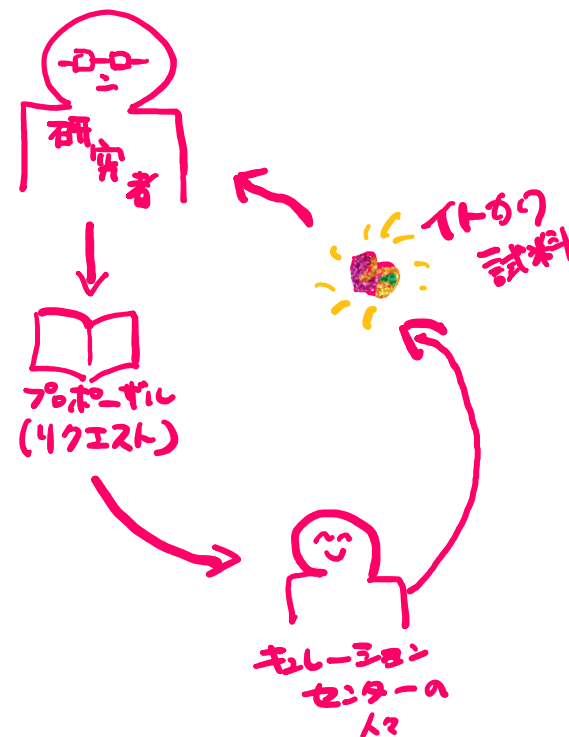 研究者
イトカワ
試料
プロポーザル
(リクエスト)
キュレーション
センターの
人々